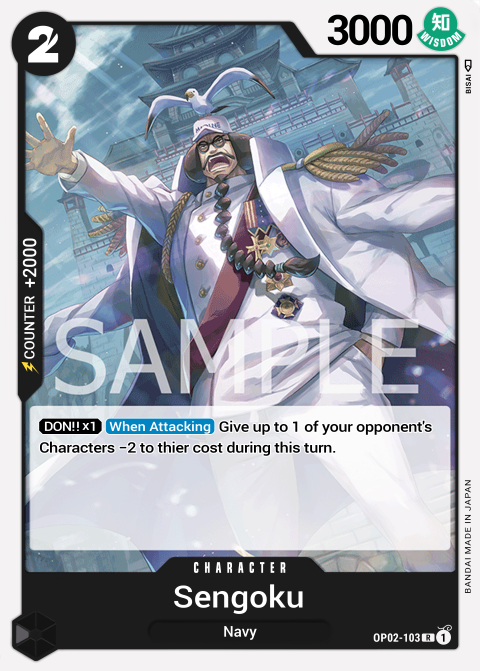 2
3000
知
WISDOM
BISAI
COUNTER +2000
SAMPLE
DON!!x1 When Attacking Give up to 1 of your opponent's
Characters −2 to thier cost during this turn.
BANDAI MADE IN JAPAN
CHARACTER
Sengoku
Navy
OP02-103 R 1